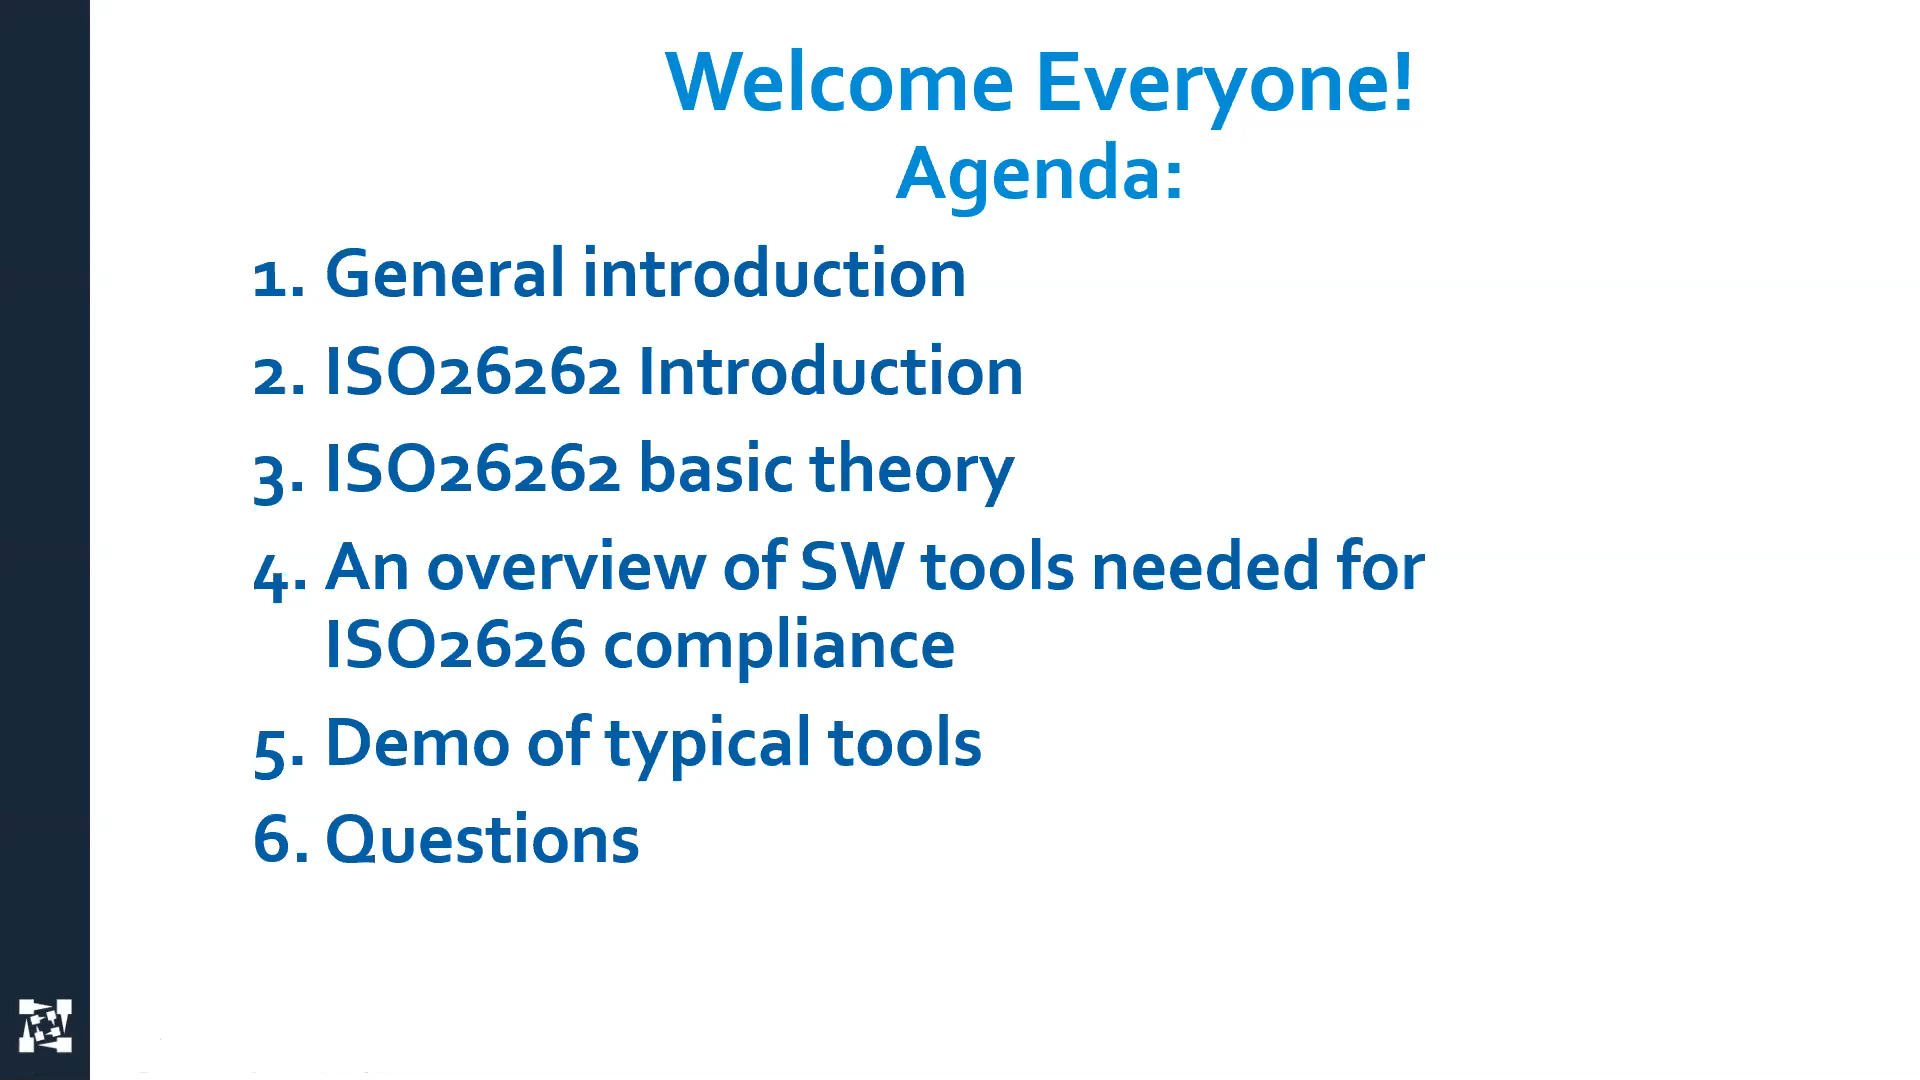 Welcome Everyone!
Agenda:
1. General introduction
2. ISO26262 Introduction
3. ISO26262 basic theory
4. An overview of SW tools needed for
ISO2626 compliance
5. Demo of typical tools
6. Questions